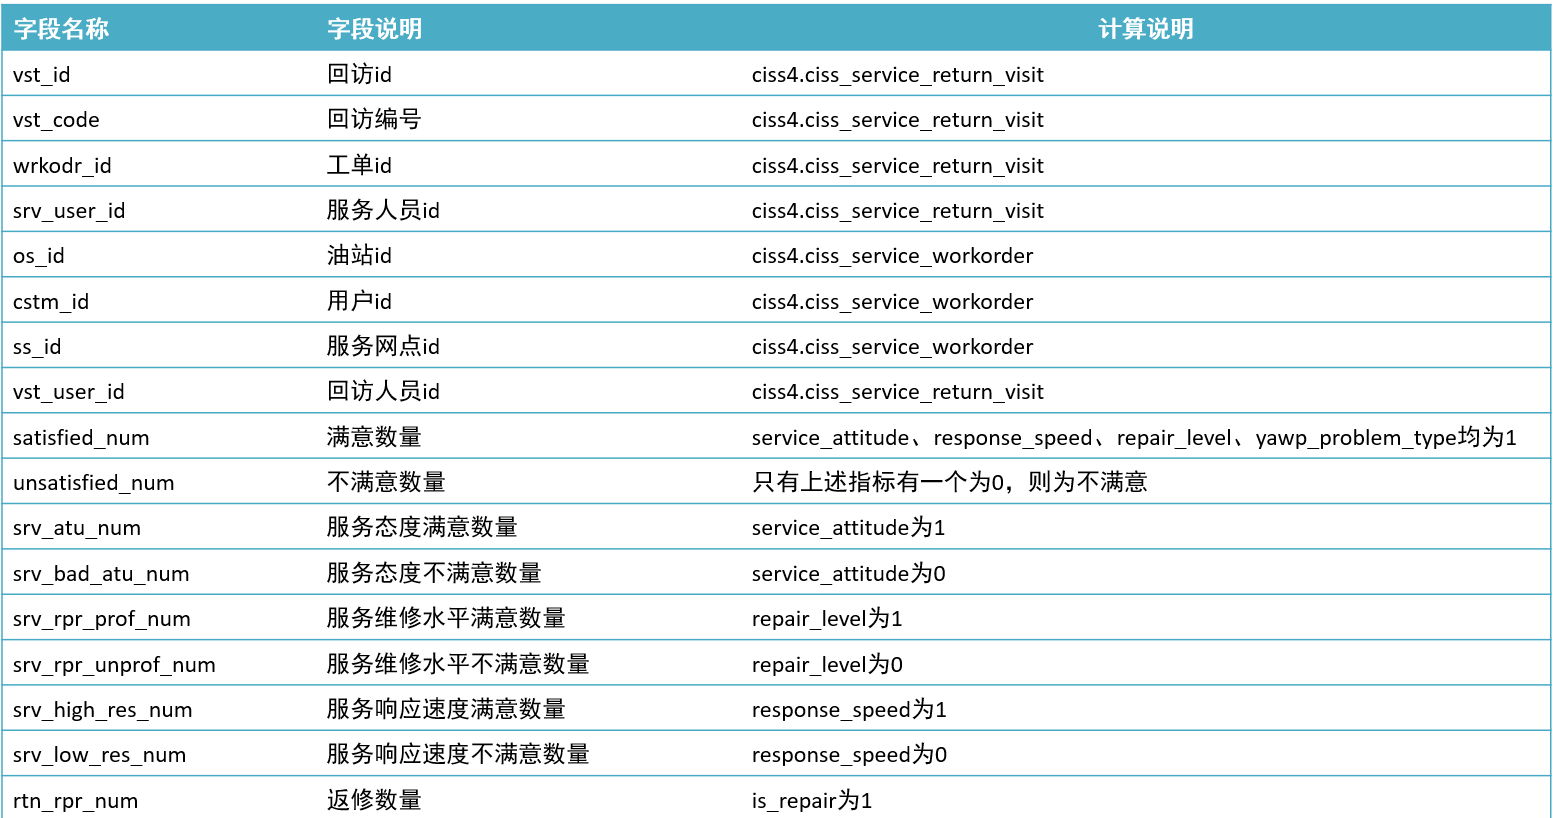 字段名称 字段说明 计算说明
vst_id 回访id ciss4.ciss_service_return_visit
vst_code 回访编号 ciss4.ciss_service_return_visit
wrkodr_id 工单id ciss4.ciss_service_return_visit
srv_user_id 服务人员id ciss4.ciss_service_return_visit
os_id 油站id ciss4.ciss_service_workorder
cstm_id 用户id ciss4.ciss_service_workorder
ss_id 服务网点id ciss4.ciss_service_workorder
vst_user_id 回访人员id ciss4.ciss_service_return_visit
satisfied_num 满意数量 service_attitude、response_speed、repair_level、yawp_problem_type均为1
unsatisfied_num 不满意数量 只有上述指标有一个为0，则为不满意
srv_atu_num 服务态度满意数量 service_attitude为1
srv_bad_atu_num 服务态度不满意数量 service_attitude为0
srv_rpr_prof_num 服务维修水平满意数量 repair_level为1
srv_rpr_unprof_num 服务维修水平不满意数量 repair_level为0
srv_high_res_num 服务响应速度满意数量 response_speed为1
srv_low_res_num 服务响应速度不满意数量 response_speed为0
rtn_rpr_num 返修数量 is_repair为1